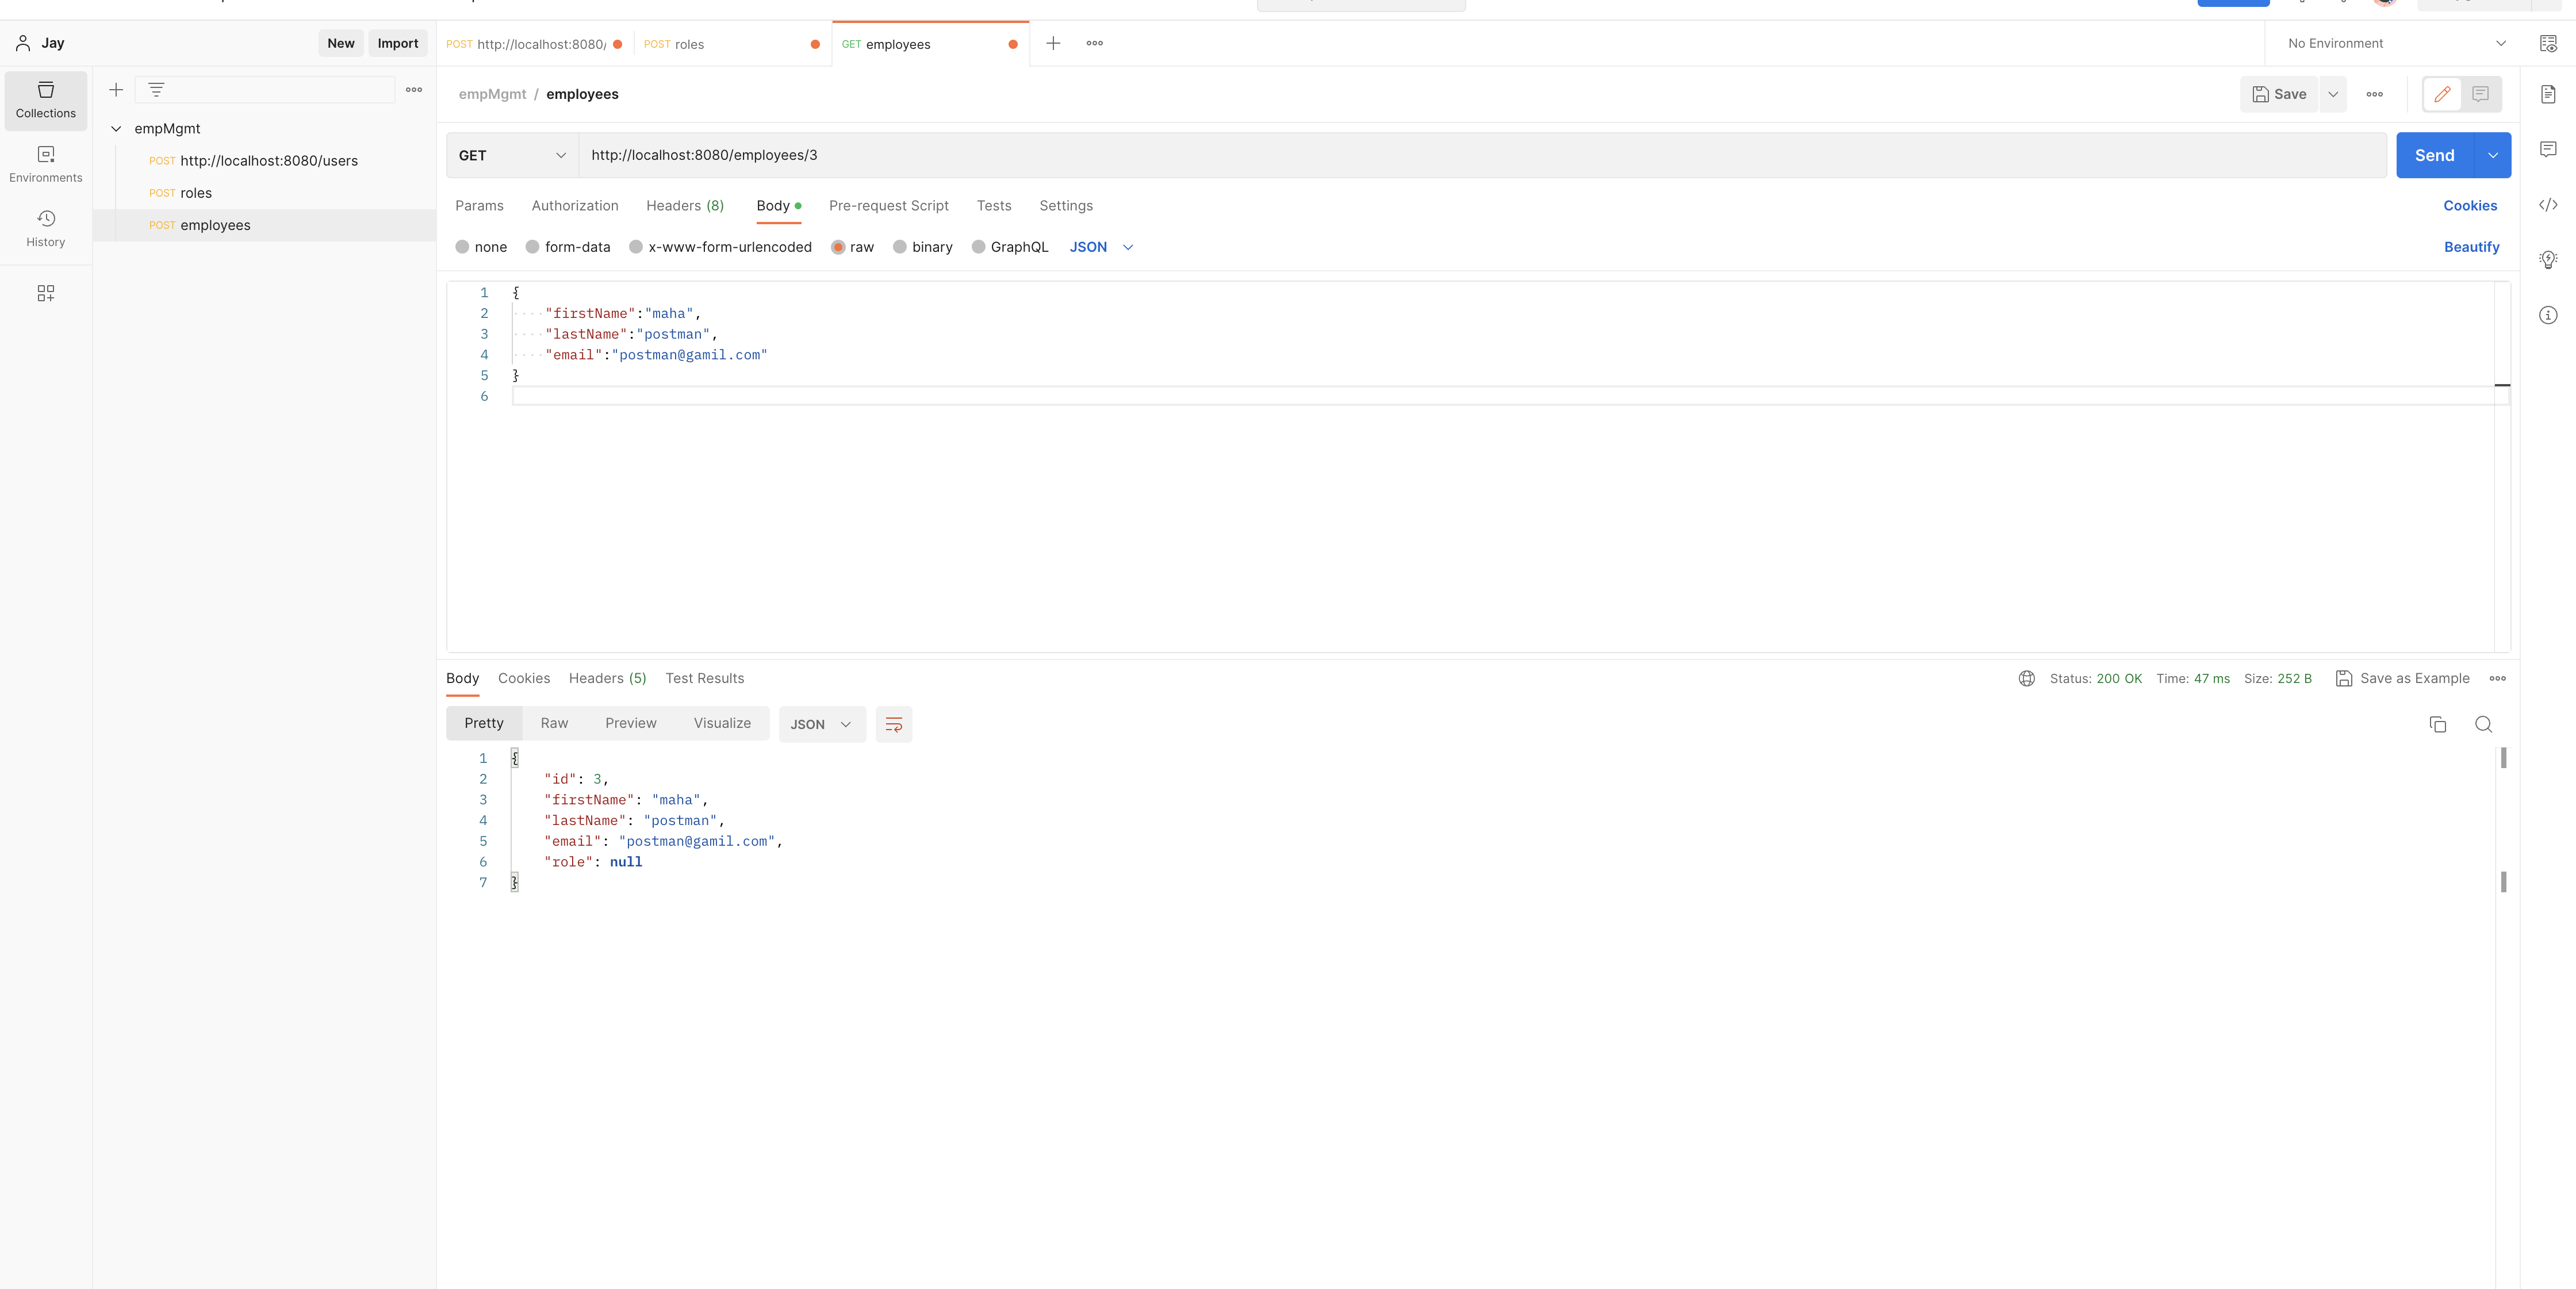 Jay
New
Import
POST http://localhost:8080/
POST roles
GET employees
No Environment
Collections
Environments
History
empMgmt
POST http://localhost:8080/users
POST roles
POST employees
empMgmt / employees
Save
GET
http://localhost:8080/employees/3
Send
Params Authorization Headers (8) Body Pre-request Script Tests Settings
Cookies
none form-data x-www-form-urlencoded raw binary GraphQL JSON
Beautify
1 {
2 "firstName":"maha",
3 "lastName":"postman",
4 "email":"postman@gamil.com"
5 }
6
Body Cookies Headers (5) Test Results
Status: 200 OK Time: 47 ms Size: 252 B Save as Example
Pretty Raw Preview Visualize JSON
1 {
2 "id": 3,
3 "firstName": "maha",
4 "lastName": "postman",
5 "email": "postman@gamil.com",
6 "role": null
7 }